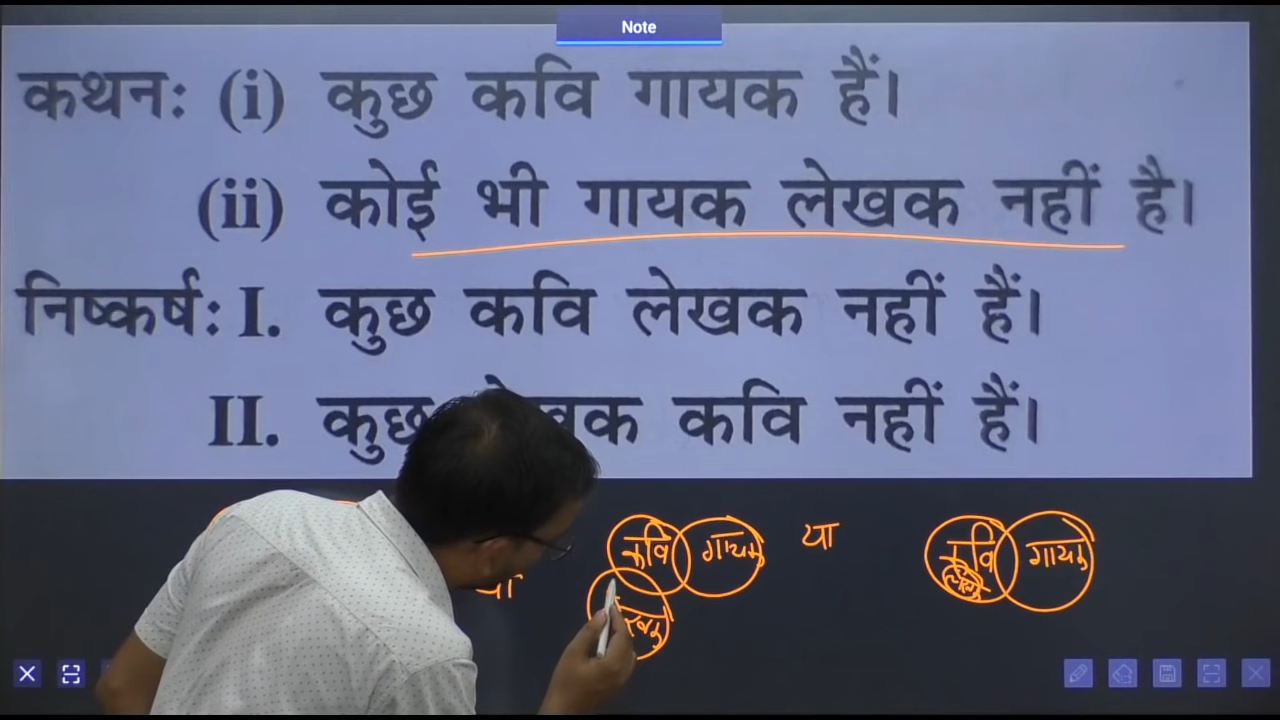 Note
कथन: (i) कुछ कवि गायक हैं।
(ii) कोई भी गायक लेखक नहीं है।
निष्कर्ष: I. कुछ कवि लेखक नहीं हैं।
II. कुछ कवि नहीं हैं।
कवि गायक या कवि गायक
या